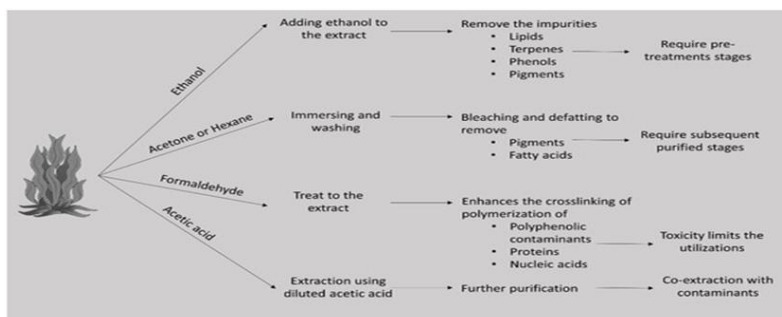 Ethanol
Adding ethanol to
the extract
Remove the impurities
• Lipids
• Terpenes
• Phenols
• Pigments
Require pre-
treatments stages
Acetone or Hexane
Immersing and
washing
Bleaching and defatting to
remove
• Pigments
• Fatty acids
Require subsequent
purified stages
Formaldehyde
Treat to the
extract
Enhances the crosslinking of
polymerization of
• Polyphenolic
contaminants
• Proteins
• Nucleic acids
Toxicity limits the
utilizations
Acetic acid
Extraction using
diluted acetic acid
Further purification
Co-extraction with
contaminants